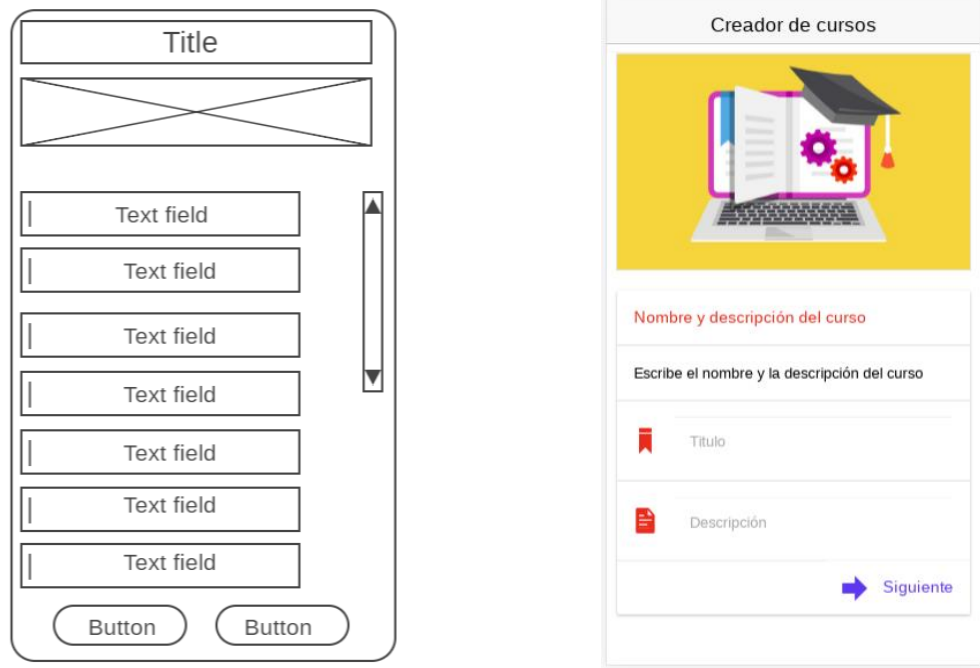 Title
Text field
Text field
Text field
Text field
Text field
Text field
Text field
Button Button
Creador de cursos
Nombre y descripción del curso
Escribe el nombre y la descripción del curso
Titulo
Descripción
Siguiente